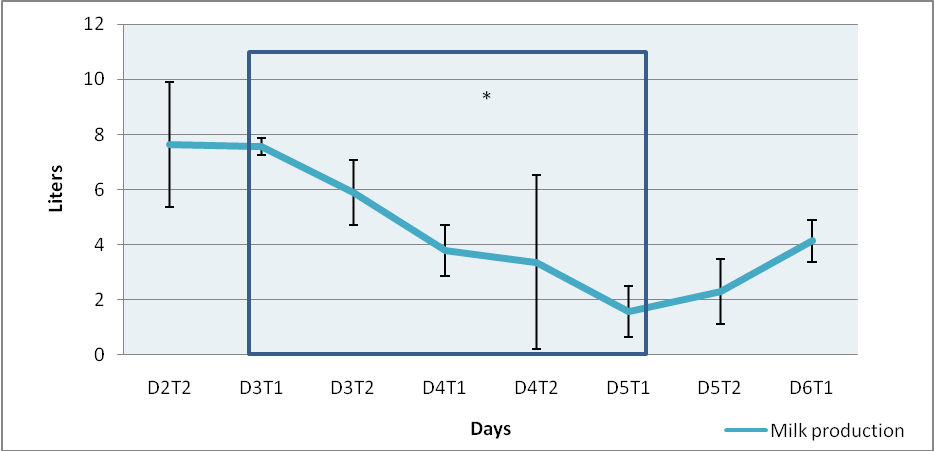 12
10
8
6
4
2
0
Liters
*
D2T2 D3T1 D3T2 D4T1 D4T2 D5T1 D5T2 D6T1
Days
Milk production